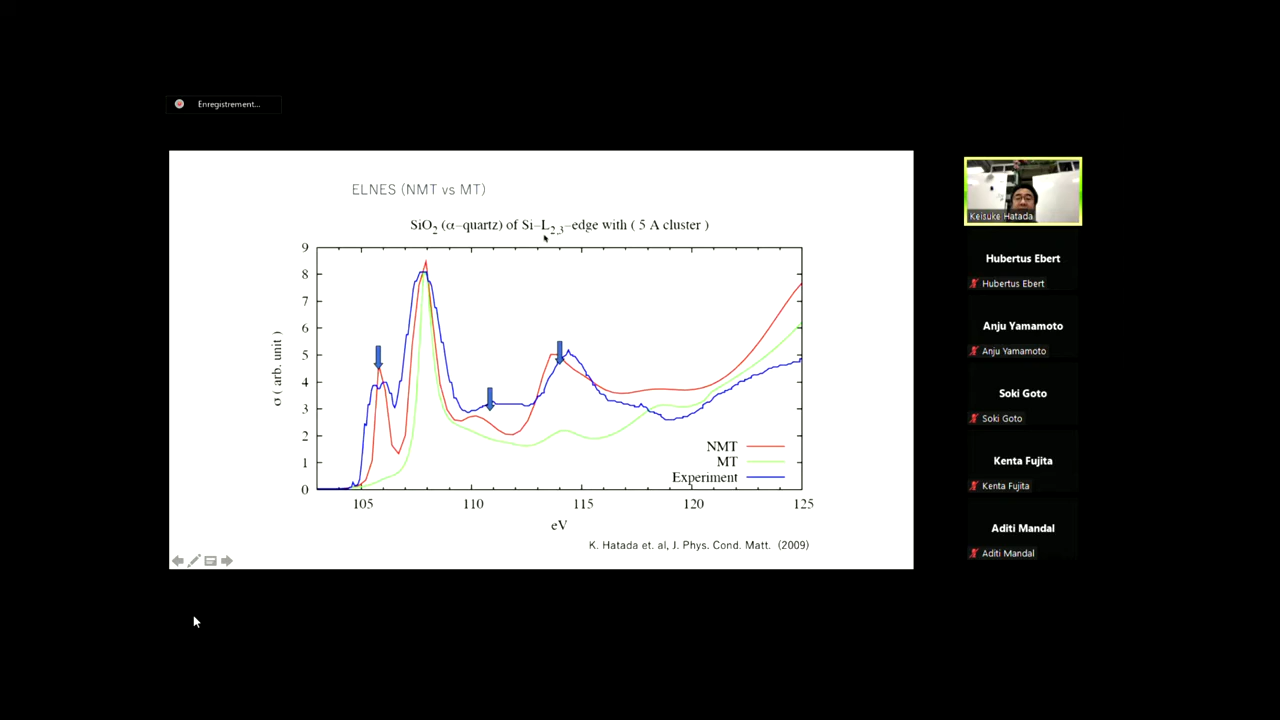 Enregistrement...
ELNES (NMT vs MT)
SiO2 (α-quartz) of Si-L2,3-edge with ( 5 A cluster )
9
8
7
6
5
4
3
2
1
0
σ ( arb. unit )
NMT
MT
Experiment
105 110 115 120 125
eV
K. Hatada et. al, J. Phys. Cond. Matt. (2009)
Keisuke Hatada
Hubertus Ebert
Hubertus Ebert
Anju Yamamoto
Anju Yamamoto
Soki Goto
Soki Goto
Kenta Fujita
Kenta Fujita
Aditi Mandal
Aditi Mandal